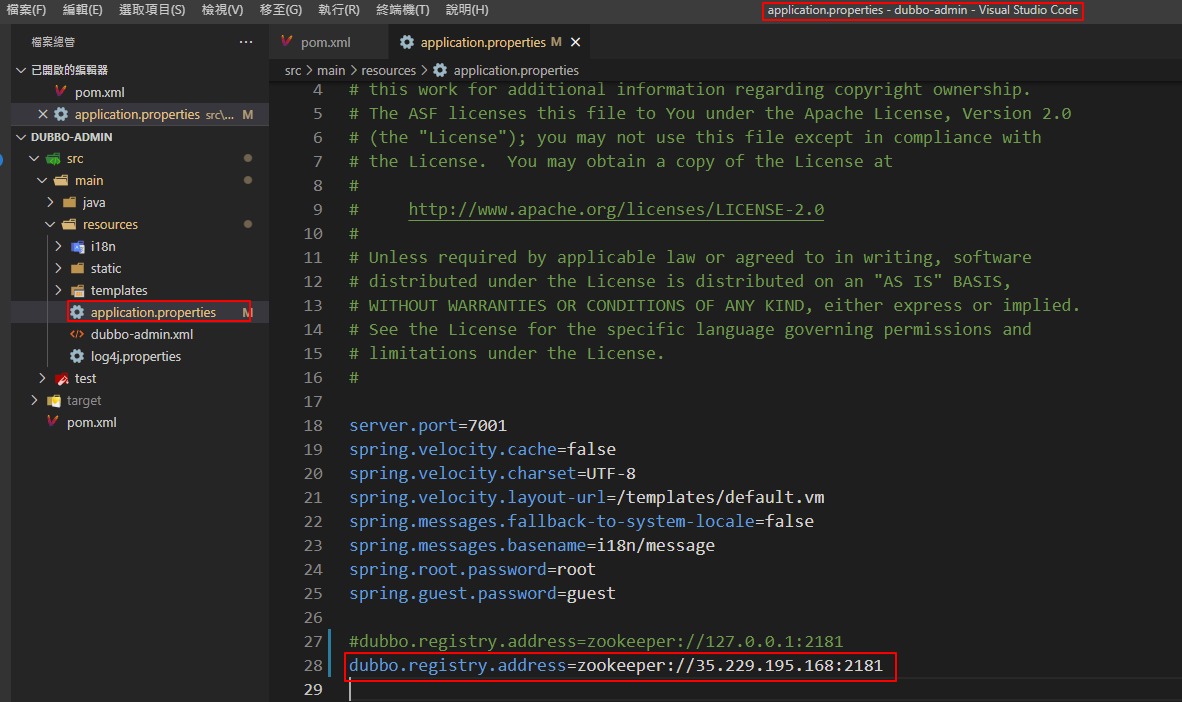 檔案(F) 編輯(E) 選取項目(S) 檢視(V) 移至(G) 執行(R) 終端機(T) 說明(H) application.properties - dubbo-admin - Visual Studio Code
檔案總管 ···
已開啟的編輯器
pom.xml
application.properties src\... M
DUBBO-ADMIN
src
main
java
resources
i18n
static
templates
application.properties M
dubbo-admin.xml
log4j.properties
test
target
pom.xml
pom.xml application.properties M
src > main > resources > application.properties
4 # this work for additional information regarding copyright ownership.
5 # The ASF licenses this file to You under the Apache License, Version 2.0
6 # (the "License"); you may not use this file except in compliance with
7 # the License.  You may obtain a copy of the License at
8 #
9 #     http://www.apache.org/licenses/LICENSE-2.0
10 #
11 # Unless required by applicable law or agreed to in writing, software
12 # distributed under the License is distributed on an "AS IS" BASIS,
13 # WITHOUT WARRANTIES OR CONDITIONS OF ANY KIND, either express or implied.
14 # See the License for the specific language governing permissions and
15 # limitations under the License.
16 #
17
18 server.port=7001
19 spring.velocity.cache=false
20 spring.velocity.charset=UTF-8
21 spring.velocity.layout-url=/templates/default.vm
22 spring.messages.fallback-to-system-locale=false
23 spring.messages.basename=i18n/message
24 spring.root.password=root
25 spring.guest.password=guest
26
27 #dubbo.registry.address=zookeeper://127.0.0.1:2181
28 dubbo.registry.address=zookeeper://35.229.195.168:2181
29